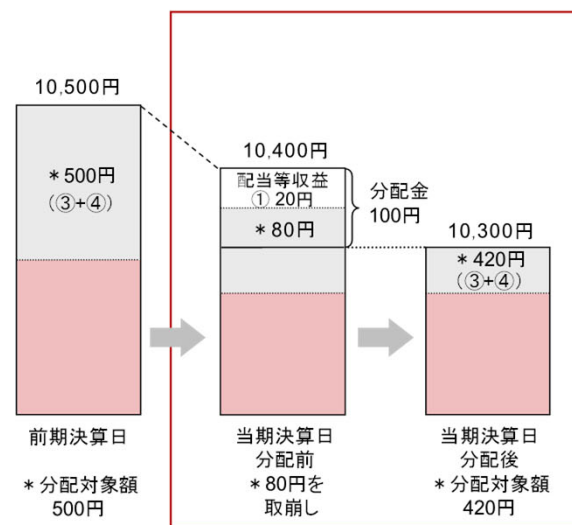 10,500円
*500円
(③+④)
10,400円
配当等収益
① 20円
*80円
分配金
100円
10,300円
*420円
(③+④)
前期決算日
*分配対象額
500円
当期決算日
分配前
*80円を
取崩し
当期決算日
分配後
*分配対象額
420円